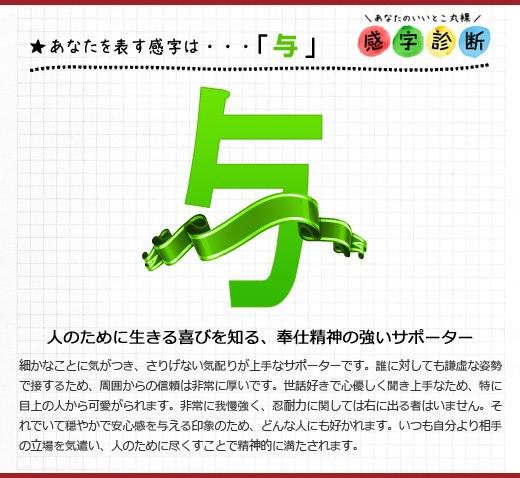 ＼あなたのいいとこ丸裸／
感字診断
★あなたを表す感字は・・・「与」
与
人のために生きる喜びを知る、奉仕精神の強いサポーター
細かなことに気がつき、さりげない気配りが上手なサポーターです。誰に対しても謙虚な姿勢
で接するため、周囲からの信頼は非常に厚いです。世話好きで心優しく聞き上手なため、特に
目上の人から可愛がられます。非常に我慢強く、忍耐力に関しては右に出る者はいません。そ
れでいて穏やかで安心感を与える印象のため、どんな人にも好かれます。いつも自分より相手
の立場を気遣い、人のために尽くすことで精神的に満たされます。